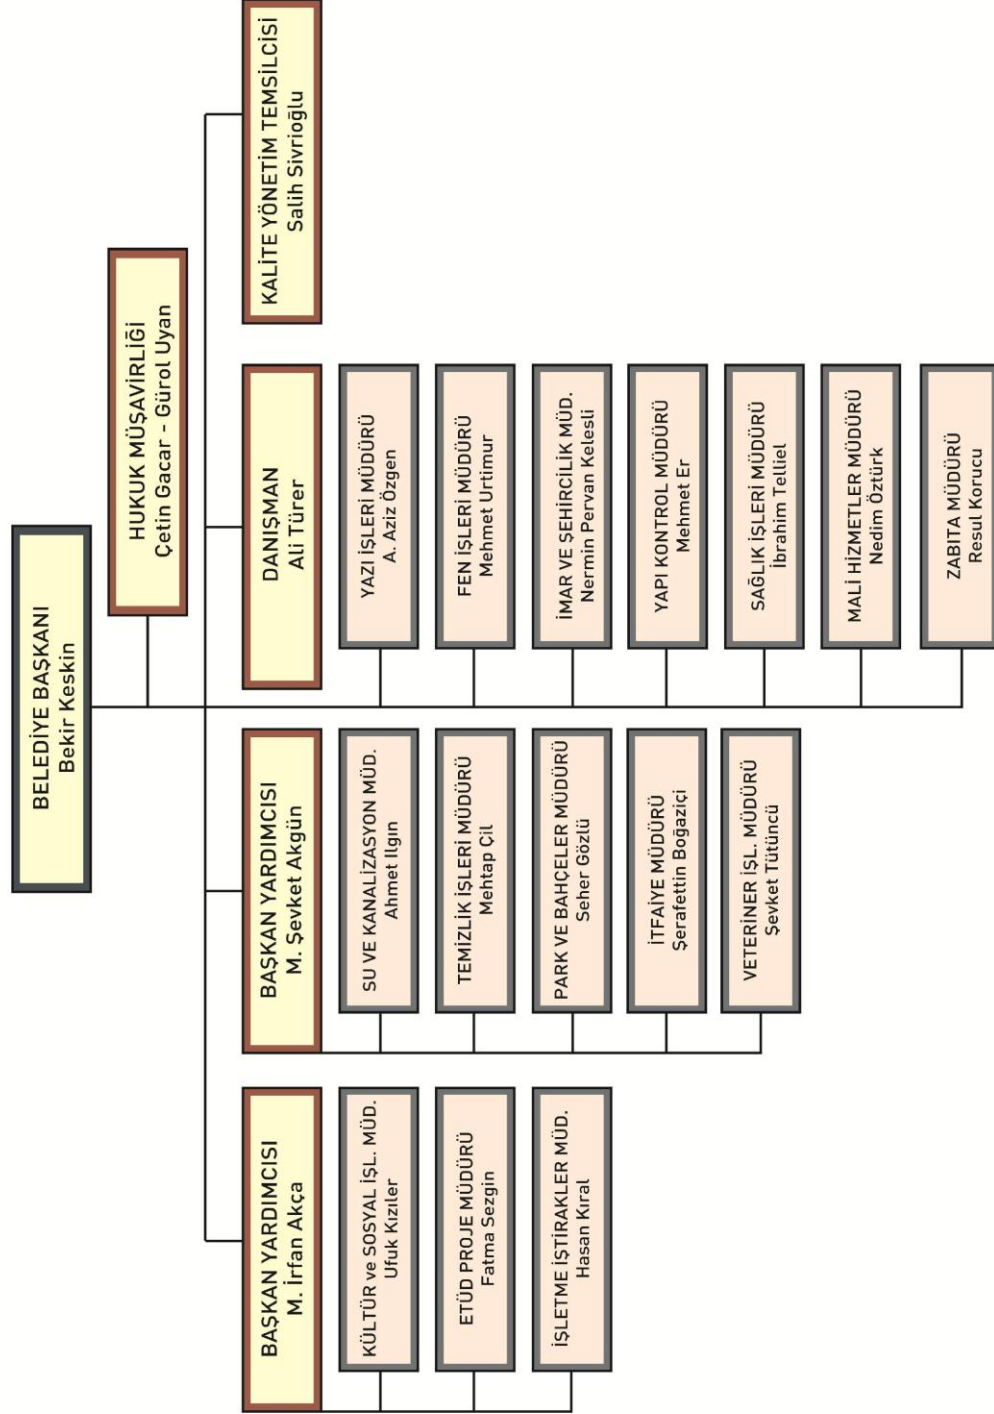 BELEDİYE BAŞKANI
Bekir Keskin
HUKUK MÜŞAVİRLİĞİ
Çetin Gacar - Gürol Uyan
BAŞKAN YARDIMCISI
M. İrfan Akça
KÜLTÜR ve SOSYAL İŞL. MÜD.
Ufuk Kızıler
ETÜD PROJE MÜDÜRÜ
Fatma Sezgin
İŞLETME İŞTİRAKLER MÜD.
Hasan Kıral
BAŞKAN YARDIMCISI
M. Şevket Akgün
SU VE KANALİZASYON MÜD.
Ahmet Ilgın
TEMİZLİK İŞLERİ MÜDÜRÜ
Mehtap Çil
PARK VE BAHÇELER MÜDÜRÜ
Seher Gözlü
İTFAİYE MÜDÜRÜ
Şerafettin Boğaziçi
VETERİNER İŞL. MÜDÜRÜ
Şevket Tütüncü
DANIŞMAN
Ali Türer
YAZI İŞLERİ MÜDÜRÜ
A. Aziz Özgen
FEN İŞLERİ MÜDÜRÜ
Mehmet Urtimur
İMAR VE ŞEHİRCİLİK MÜD.
Nermin Pervan Kelesli
YAPI KONTROL MÜDÜRÜ
Mehmet Er
SAĞLIK İŞLERİ MÜDÜRÜ
İbrahim Telliel
MALİ HİZMETLER MÜDÜRÜ
Nedim Öztürk
ZABITA MÜDÜRÜ
Resul Korucu
KALİTE YÖNETİM TEMSİLCİSİ
Salih Sivrioğlu